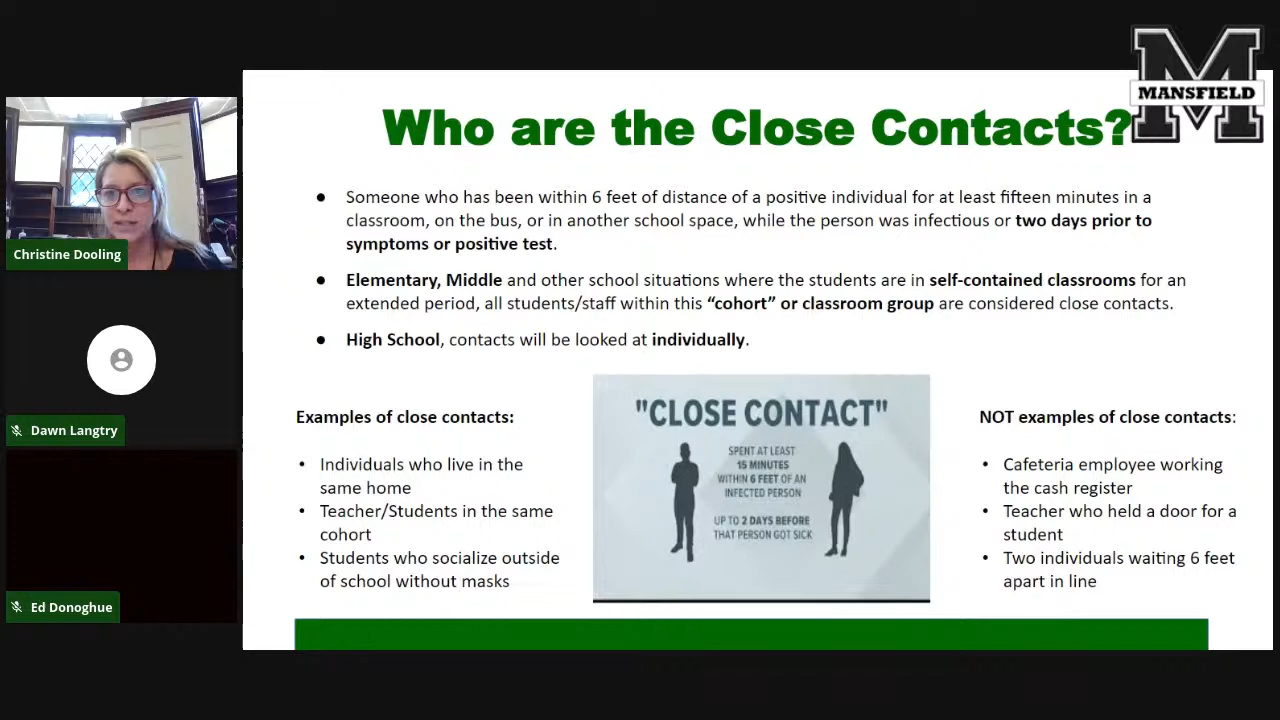 M
MANSFIELD
Who are the Close Contacts?
● Someone who has been within 6 feet of distance of a positive individual for at least fifteen minutes in a
classroom, on the bus, or in another school space, while the person was infectious or two days prior to
symptoms or positive test.
● Elementary, Middle and other school situations where the students are in self-contained classrooms for an
extended period, all students/staff within this “cohort” or classroom group are considered close contacts.
● High School, contacts will be looked at individually.
Examples of close contacts:
• Individuals who live in the
same home
• Teacher/Students in the same
cohort
• Students who socialize outside
of school without masks
"CLOSE CONTACT"
SPENT AT LEAST
15 MINUTES
WITHIN 6 FEET OF AN
INFECTED PERSON
UP TO 2 DAYS BEFORE
THAT PERSON GOT SICK
NOT examples of close contacts:
• Cafeteria employee working
the cash register
• Teacher who held a door for a
student
• Two individuals waiting 6 feet
apart in line
Christine Dooling
Dawn Langtry
Ed Donoghue